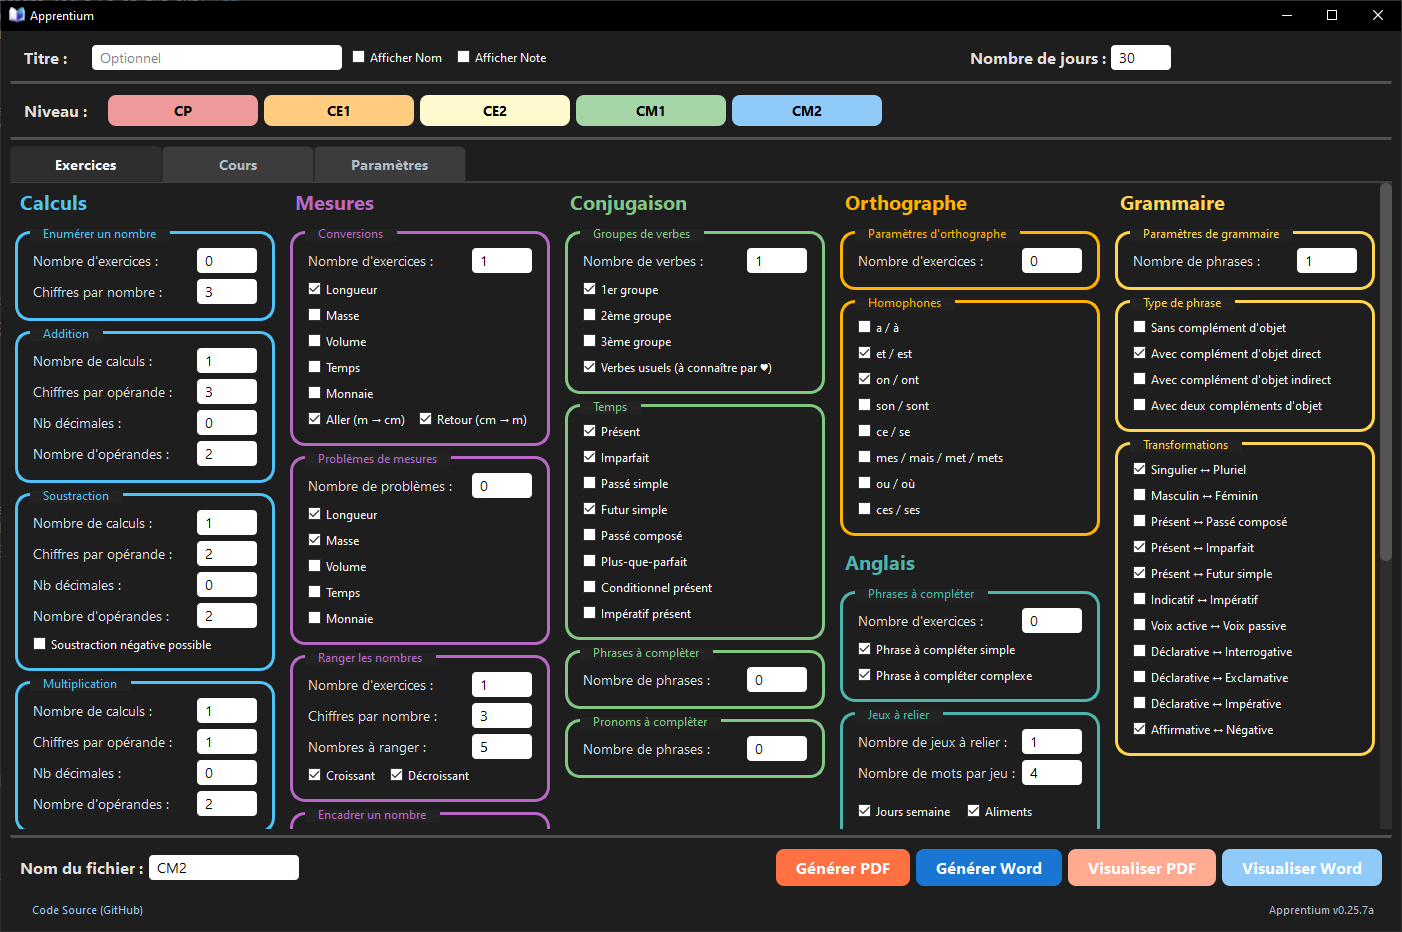 Apprentium
Titre :
Optionnel
Afficher Nom
Afficher Note
Nombre de jours :
30
Niveau :
CP
CE1
CE2
CM1
CM2
Exercices
Cours
Paramètres
Calculs
Enumérer un nombre
Nombre d'exercices :
0
Chiffres par nombre :
3
Addition
Nombre de calculs :
1
Chiffres par opérande :
3
Nb décimales :
0
Nombre d'opérandes :
2
Soustraction
Nombre de calculs :
1
Chiffres par opérande :
2
Nb décimales :
0
Nombre d'opérandes :
2
Soustraction négative possible
Multiplication
Nombre de calculs :
1
Chiffres par opérande :
1
Nb décimales :
0
Nombre d'opérandes :
2
Mesures
Conversions
Nombre d'exercices :
1
Longueur
Masse
Volume
Temps
Monnaie
Aller (m → cm)
Retour (cm → m)
Problèmes de mesures
Nombre de problèmes :
0
Longueur
Masse
Volume
Temps
Monnaie
Ranger les nombres
Nombre d'exercices :
1
Chiffres par nombre :
3
Nombres à ranger :
5
Croissant
Décroissant
Encadrer un nombre
Conjugaison
Groupes de verbes
Nombre de verbes :
1
1er groupe
2ème groupe
3ème groupe
Verbes usuels (à connaître par ♥)
Temps
Présent
Imparfait
Passé simple
Futur simple
Passé composé
Plus-que-parfait
Conditionnel présent
Impératif présent
Phrases à complèter
Nombre de phrases :
0
Pronoms à complèter
Nombre de phrases :
0
Orthographe
Paramètres d'orthographe
Nombre d'exercices :
0
Homophones
a / à
et / est
on / ont
son / sont
ce / se
mes / mais / met / mets
ou / où
ces / ses
Anglais
Phrases à compléter
Nombre d'exercices :
0
Phrase à compléter simple
Phrase à compléter complexe
Jeux à relier
Nombre de jeux à relier :
1
Nombre de mots par jeu :
4
Jours semaine
Aliments
Grammaire
Paramètres de grammaire
Nombre de phrases :
1
Type de phrase
Sans complément d'objet
Avec complément d'objet direct
Avec complément d'objet indirect
Avec deux compléments d'objet
Transformations
Singulier ↔ Pluriel
Masculin ↔ Féminin
Présent ↔ Passé composé
Présent ↔ Imparfait
Présent ↔ Futur simple
Indicatif ↔ Impératif
Voix active ↔ Voix passive
Déclarative ↔ Interrogative
Déclarative ↔ Exclamative
Déclarative ↔ Impérative
Affirmative ↔ Négative
Nom du fichier :
CM2
Générer PDF
Générer Word
Visualiser PDF
Visualiser Word
Code Source (GitHub)
Apprentium v0.25.7a